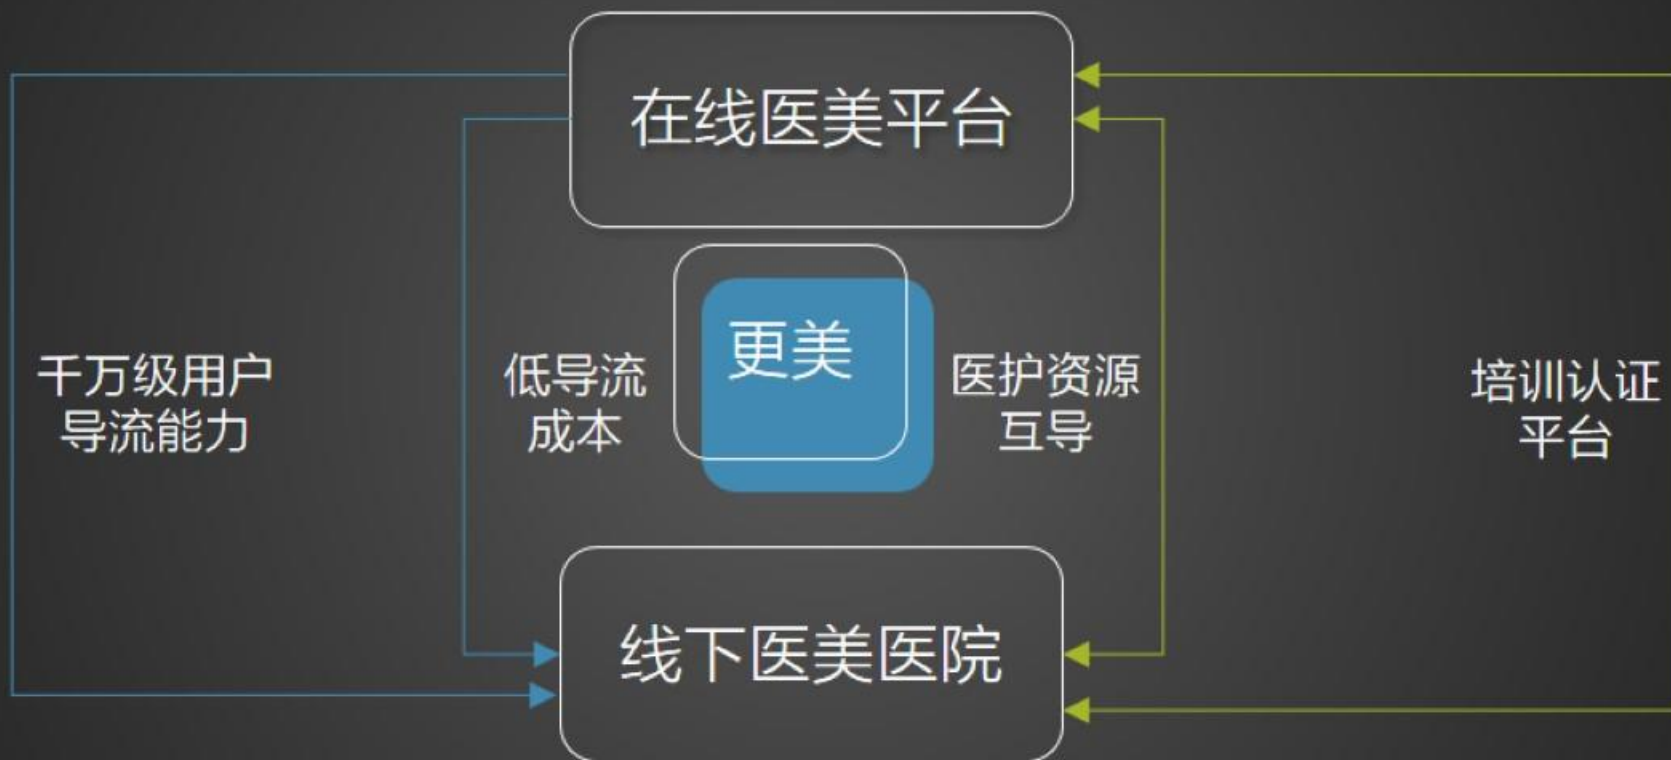 在线医美平台
更美
千万级用户
导流能力
低导流
成本
医护资源
互导
培训认证
平台
线下医美医院